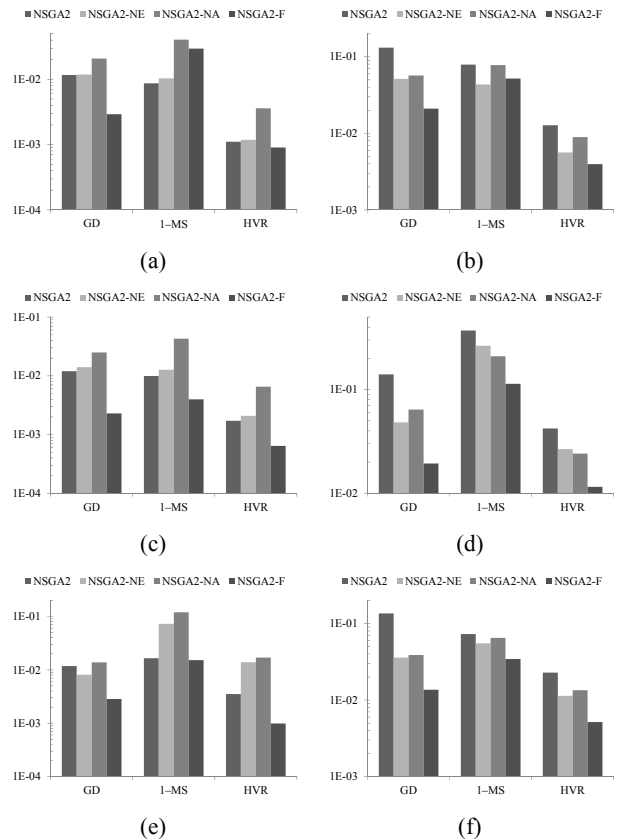 NSGA2 NSGA2-NE NSGA2-NA NSGA2-F
1E-02
1E-03
1E-04
GD 1–MS HVR
(a)
NSGA2 NSGA2-NE NSGA2-NA NSGA2-F
1E-01
1E-02
1E-03
GD 1–MS HVR
(b)
NSGA2 NSGA2-NE NSGA2-NA NSGA2-F
1E-01
1E-02
1E-03
1E-04
GD 1–MS HVR
(c)
NSGA2 NSGA2-NE NSGA2-NA NSGA2-F
1E-01
1E-02
GD 1–MS HVR
(d)
NSGA2 NSGA2-NE NSGA2-NA NSGA2-F
1E-01
1E-02
1E-03
1E-04
GD 1–MS HVR
(e)
NSGA2 NSGA2-NE NSGA2-NA NSGA2-F
1E-01
1E-02
1E-03
GD 1–MS HVR
(f)